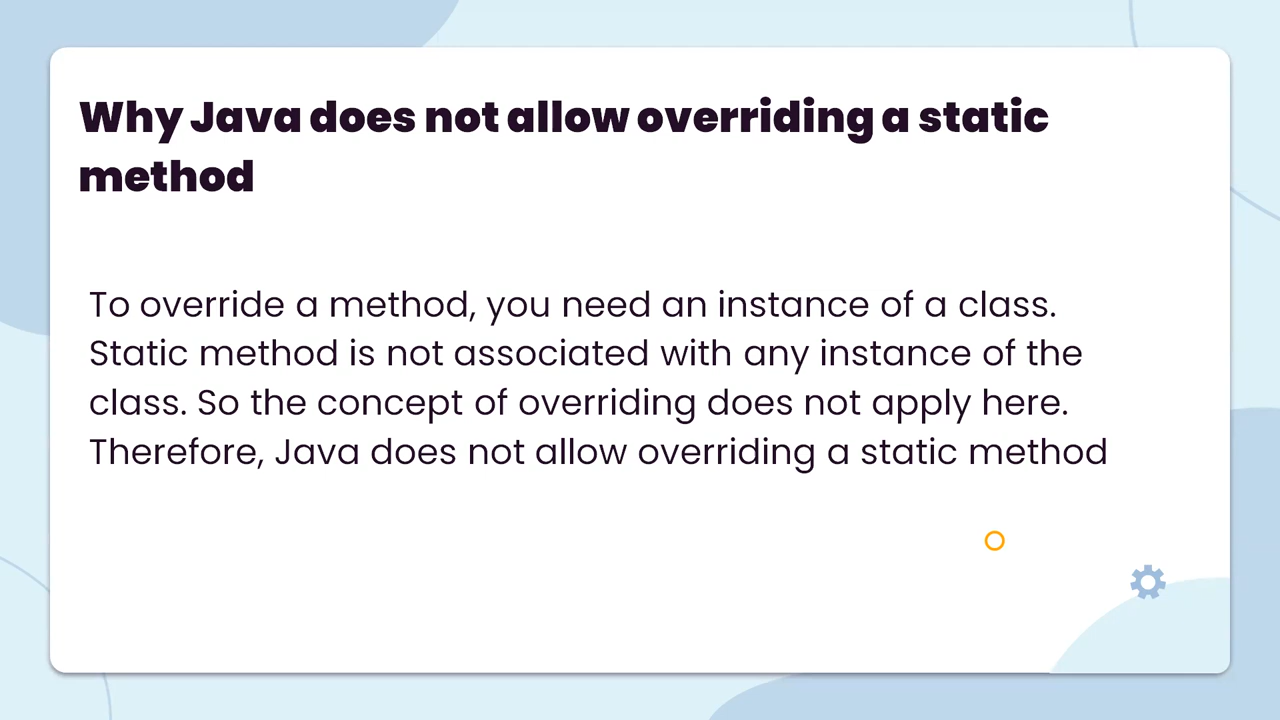 Why Java does not allow overriding a static
method
To override a method, you need an instance of a class.
Static method is not associated with any instance of the
class. So the concept of overriding does not apply here.
Therefore, Java does not allow overriding a static method